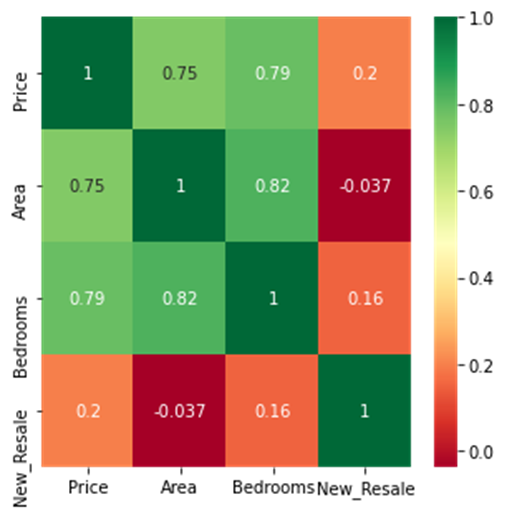 Price
1
0.75
0.79
0.2
Area
0.75
1
0.82
-0.037
Bedrooms
0.79
0.82
1
0.16
New_Resale
0.2
-0.037
0.16
1
Price
Area
Bedrooms
New_Resale
1.0
0.8
0.6
0.4
0.2
0.0